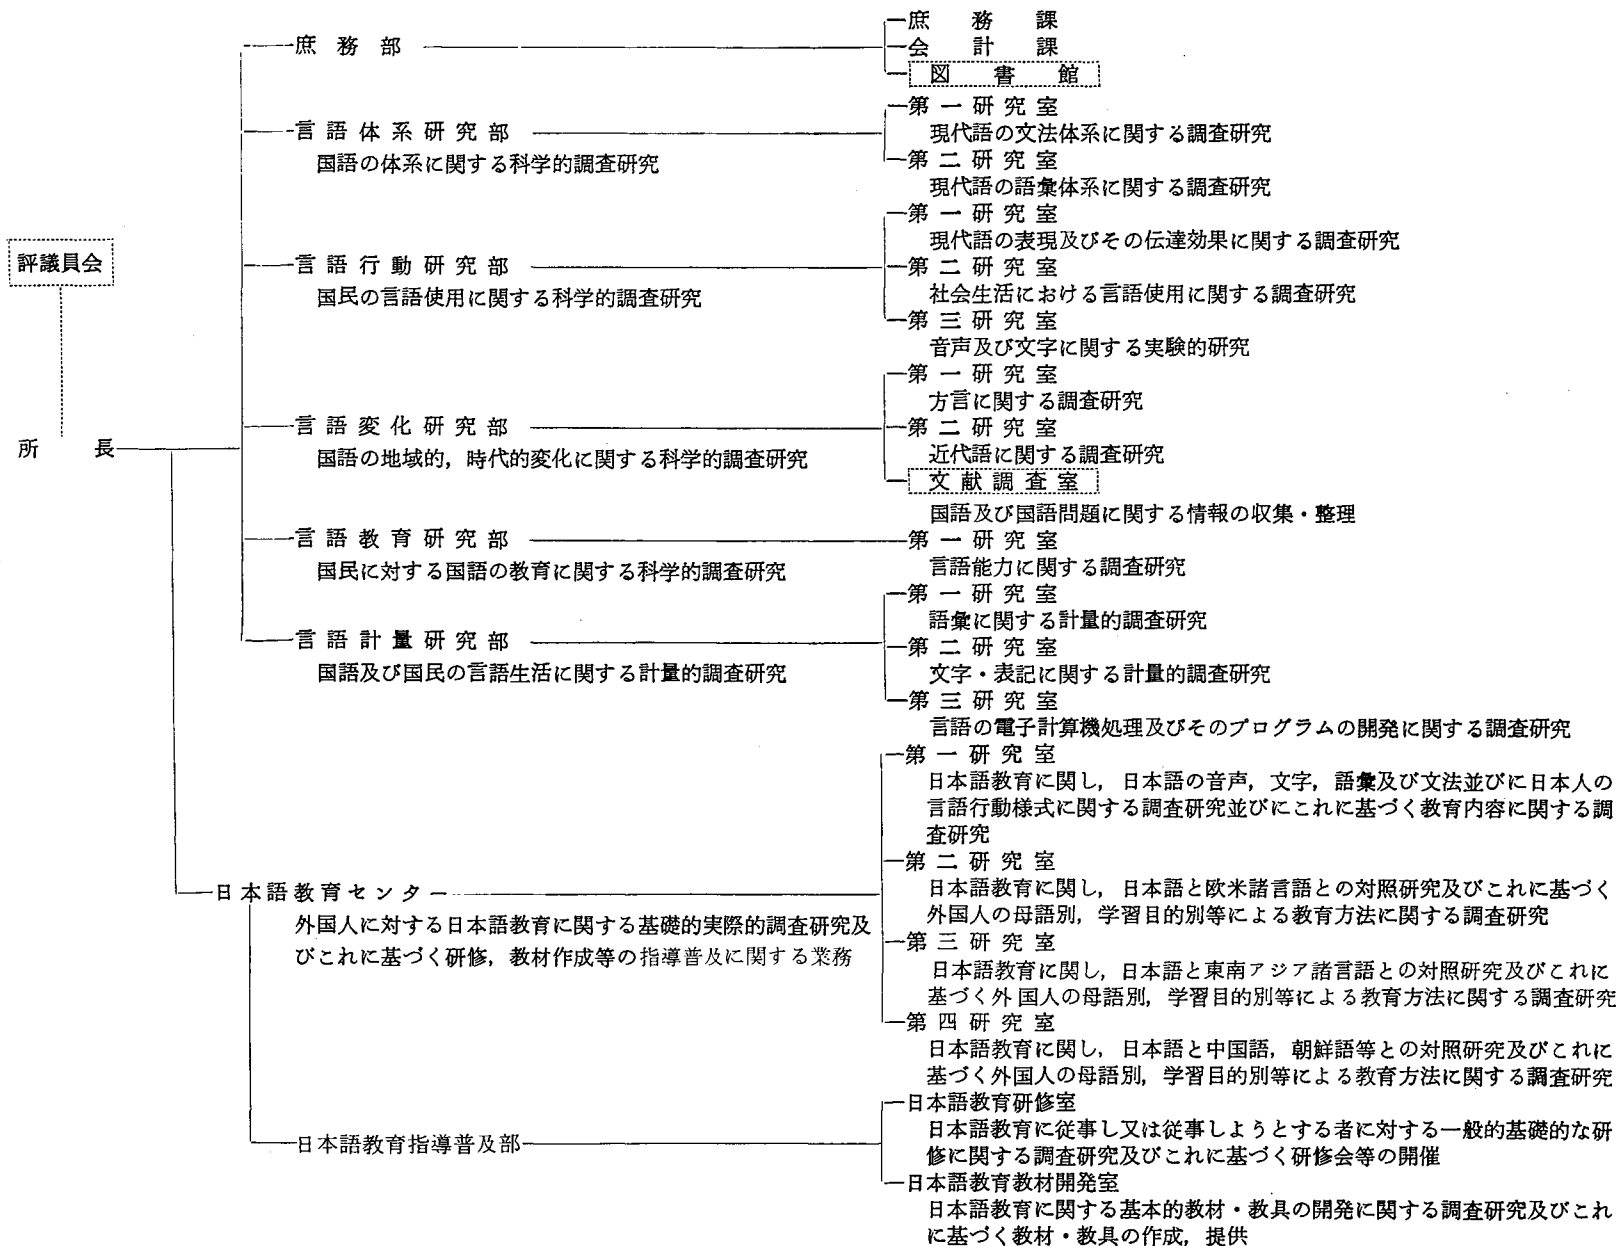 評議員会
所長
庶務部
庶務課
会計課
図書館
言語体系研究部
国語の体系に関する科学的調査研究
第一研究室
現代語の文法体系に関する調査研究
第二研究室
現代語の語彙体系に関する調査研究
言語行動研究部
国民の言語使用に関する科学的調査研究
第一研究室
現代語の表現及びその伝達効果に関する調査研究
第二研究室
社会生活における言語使用に関する調査研究
第三研究室
音声及び文字に関する実験的研究
言語変化研究部
国語の地域的，時代的変化に関する科学的調査研究
第一研究室
方言に関する調査研究
第二研究室
近代語に関する調査研究
文献調査室
国語及び国語問題に関する情報の収集・整理
言語教育研究部
国民に対する国語の教育に関する科学的調査研究
第一研究室
言語能力に関する調査研究
言語計量研究部
国語及び国民の言語生活に関する計量的調査研究
第一研究室
語彙に関する計量的調査研究
第二研究室
文字・表記に関する計量的調査研究
第三研究室
言語の電子計算機処理及びそのプログラムの開発に関する調査研究
日本語教育センター
外国人に対する日本語教育に関する基礎的実際的調査研究及
びこれに基づく研修，教材作成等の指導普及に関する業務
第一研究室
日本語教育に関し，日本語の音声，文字，語彙及び文法並びに日本人の
言語行動様式に関する調査研究並びにこれに基づく教育内容に関する調
査研究
第二研究室
日本語教育に関し，日本語と欧米諸言語との対照研究及びこれに基づく
外国人の母語別，学習目的別等による教育方法に関する調査研究
第三研究室
日本語教育に関し，日本語と東南アジア諸言語との対照研究及びこれに
基づく外国人の母語別，学習目的別等による教育方法に関する調査研究
第四研究室
日本語教育に関し，日本語と中国語，朝鮮語等との対照研究及びこれに
基づく外国人の母語別，学習目的別等による教育方法に関する調査研究
日本語教育指導普及部
日本語教育研修室
日本語教育に従事し又は従事しようとする者に対する一般的基礎的な研
修に関する調査研究及びこれに基づく研修会等の開催
日本語教育教材開発室
日本語教育に関する基本的教材・教具の開発に関する調査研究及びこれ
に基づく教材・教具の作成，提供